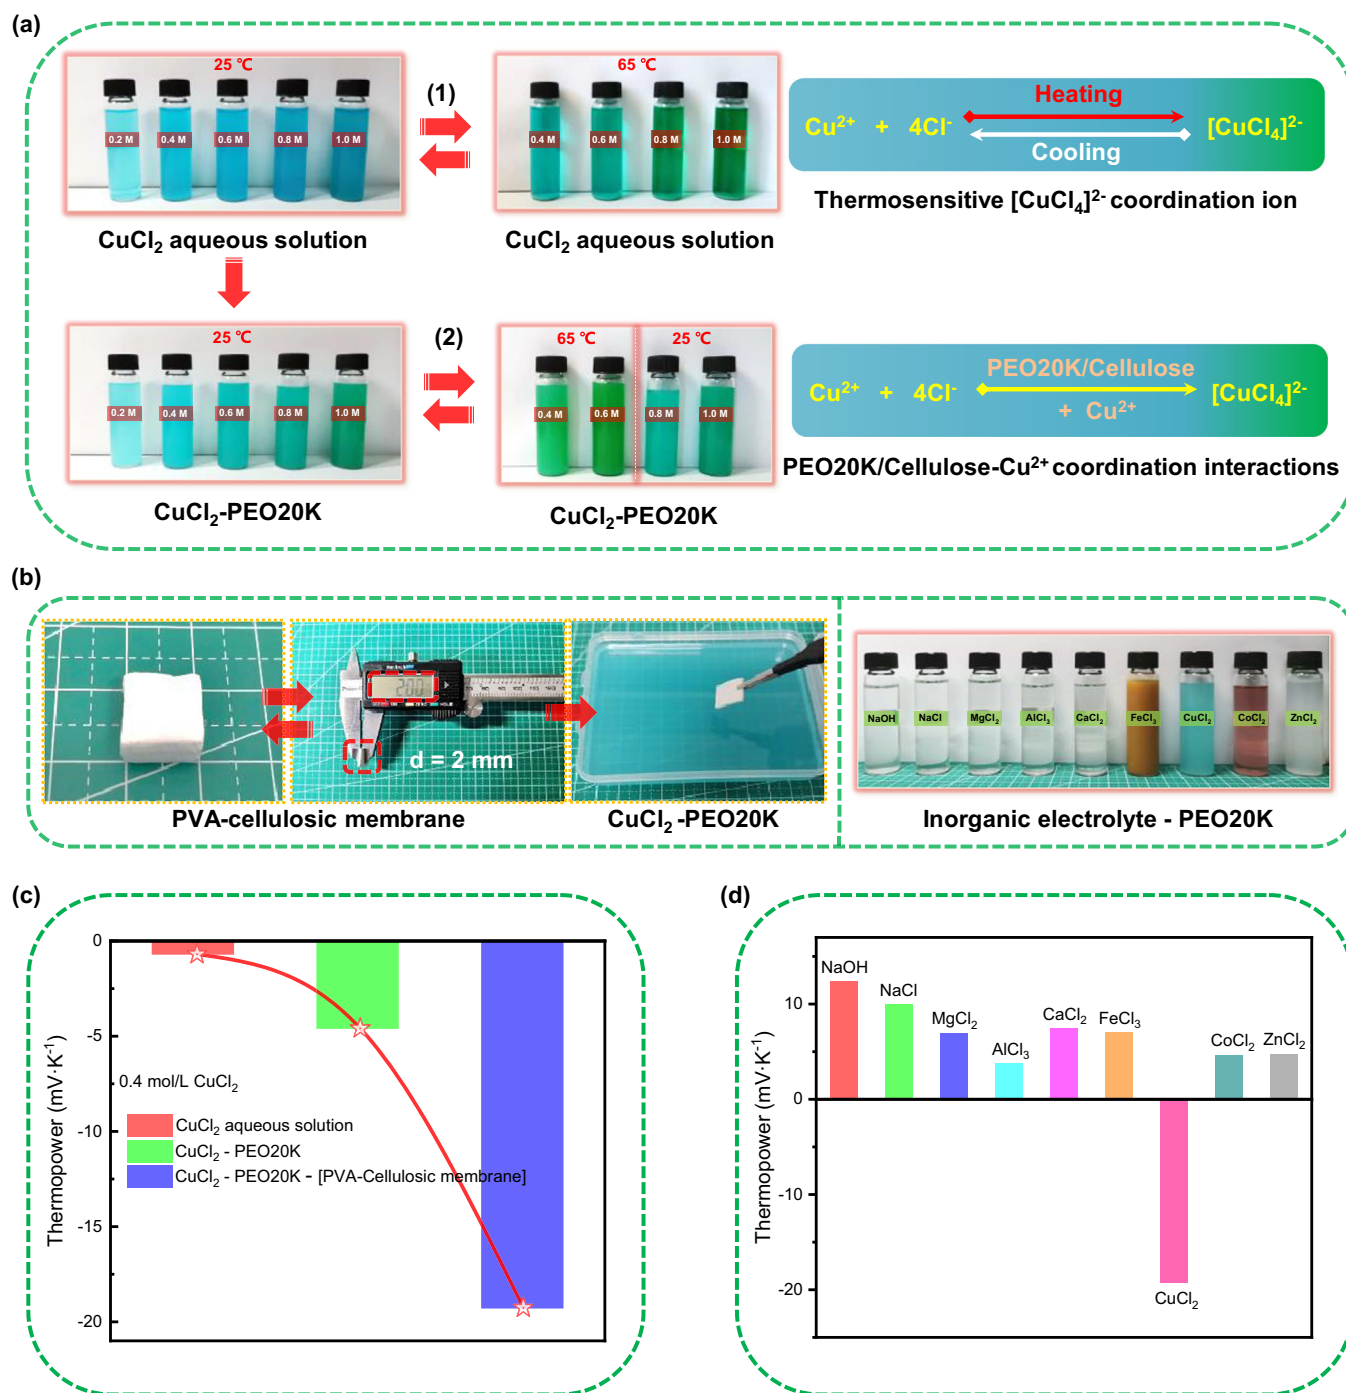 (a)
25 ℃
0.2 M
0.4 M
0.6 M
0.8 M
1.0 M
CuCl₂ aqueous solution
(1)
65 ℃
0.4 M
0.6 M
0.8 M
1.0 M
CuCl₂ aqueous solution
Cu²⁺ + 4Cl⁻
Heating
Cooling
[CuCl₄]²⁻
Thermosensitive [CuCl₄]²⁻ coordination ion
25 ℃
0.2 M
0.4 M
0.6 M
0.8 M
1.0 M
CuCl₂-PEO20K
(2)
65 ℃
25 ℃
0.4 M
0.6 M
0.8 M
1.0 M
CuCl₂-PEO20K
Cu²⁺ + 4Cl⁻
PEO20K/Cellulose
+ Cu²⁺
[CuCl₄]²⁻
PEO20K/Cellulose-Cu²⁺ coordination interactions
(b)
d = 2 mm
PVA-cellulosic membrane
CuCl₂ -PEO20K
NaOH
NaCl
MgCl₂
AlCl₃
CaCl₂
FeCl₃
CuCl₂
CoCl₂
ZnCl₂
Inorganic electrolyte - PEO20K
(c)
Thermopower (mV·K⁻¹)
0
-5
-10
-15
-20
0.4 mol/L CuCl₂
CuCl₂ aqueous solution
CuCl₂ - PEO20K
CuCl₂ - PEO20K - [PVA-Cellulosic membrane]
(d)
Thermopower (mV·K⁻¹)
10
0
-10
-20
NaOH
NaCl
MgCl₂
AlCl₃
CaCl₂
FeCl₃
CuCl₂
CoCl₂
ZnCl₂